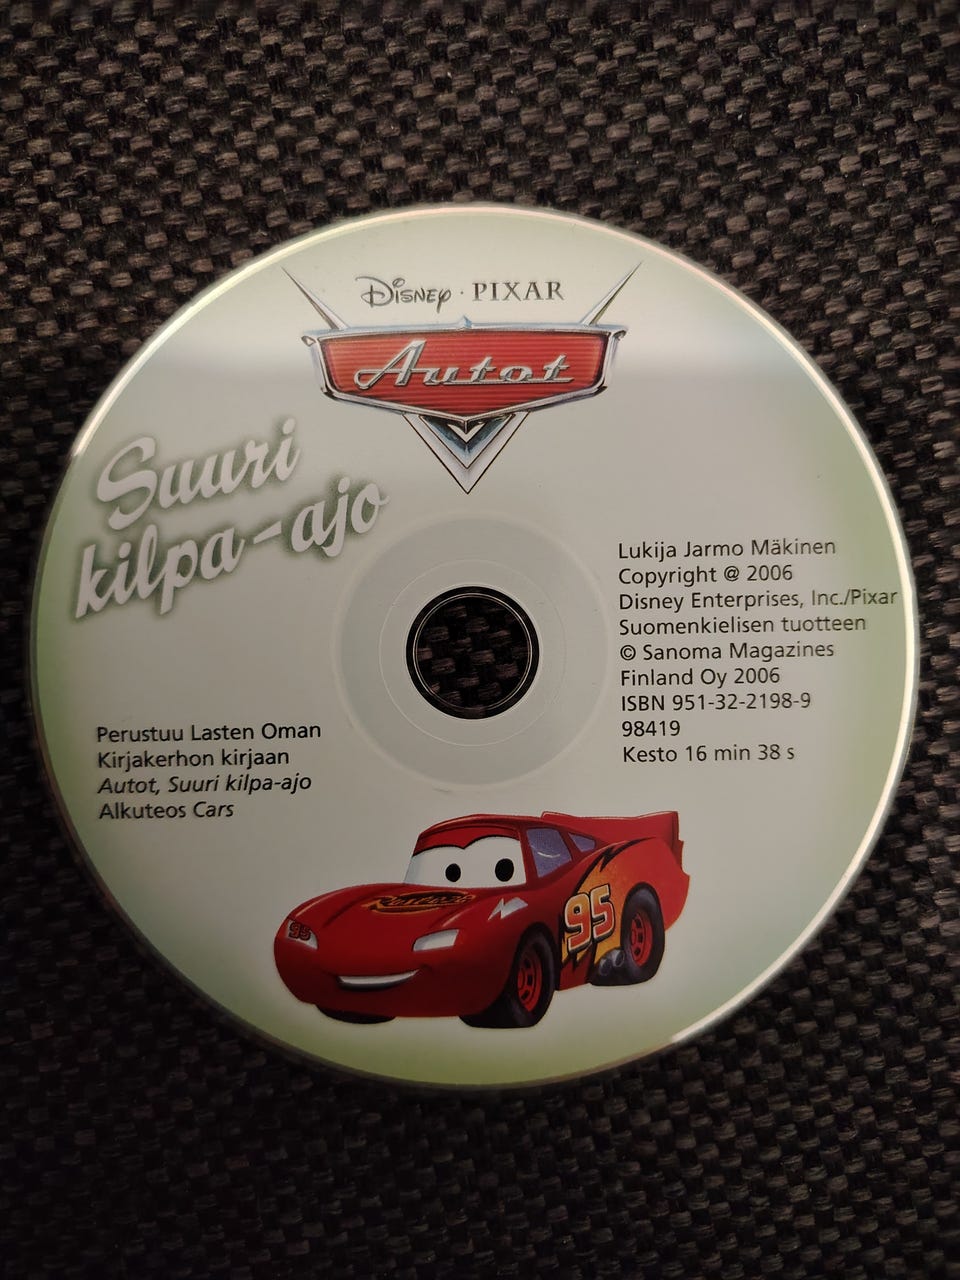 Disney · PIXAR
Autot
Suuri
kilpa-ajo
Lukija Jarmo Mäkinen
Copyright @ 2006
Disney Enterprises, Inc./Pixar
Suomenkielisen tuotteen
© Sanoma Magazines
Finland Oy 2006
ISBN 951-32-2198-9
98419
Kesto 16 min 38 s
Perustuu Lasten Oman
Kirjakerhon kirjaan
Autot, Suuri kilpa-ajo
Alkuteos Cars
Rusteze
95
95